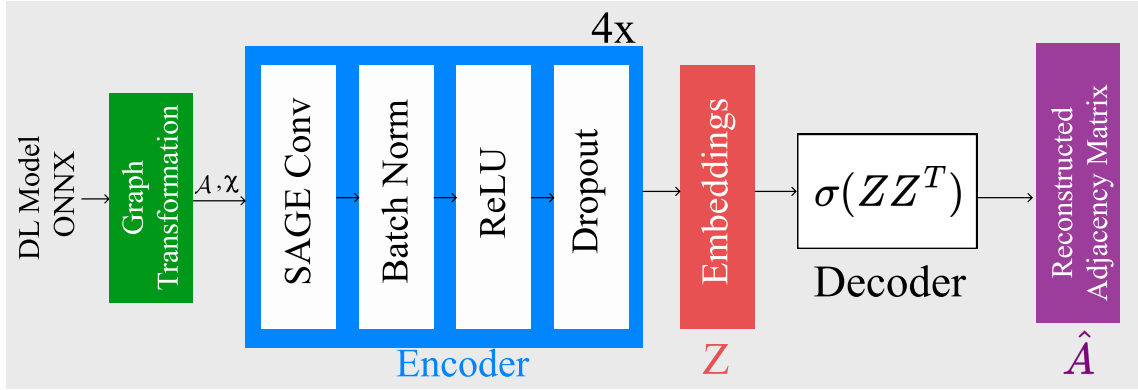 DL Model
ONNX
Graph
Transformation
𝒜, χ
4x
SAGE Conv
Batch Norm
ReLU
Dropout
Encoder
Embeddings
Z
σ(ZZ^T)
Decoder
Reconstructed
Adjacency Matrix
Â